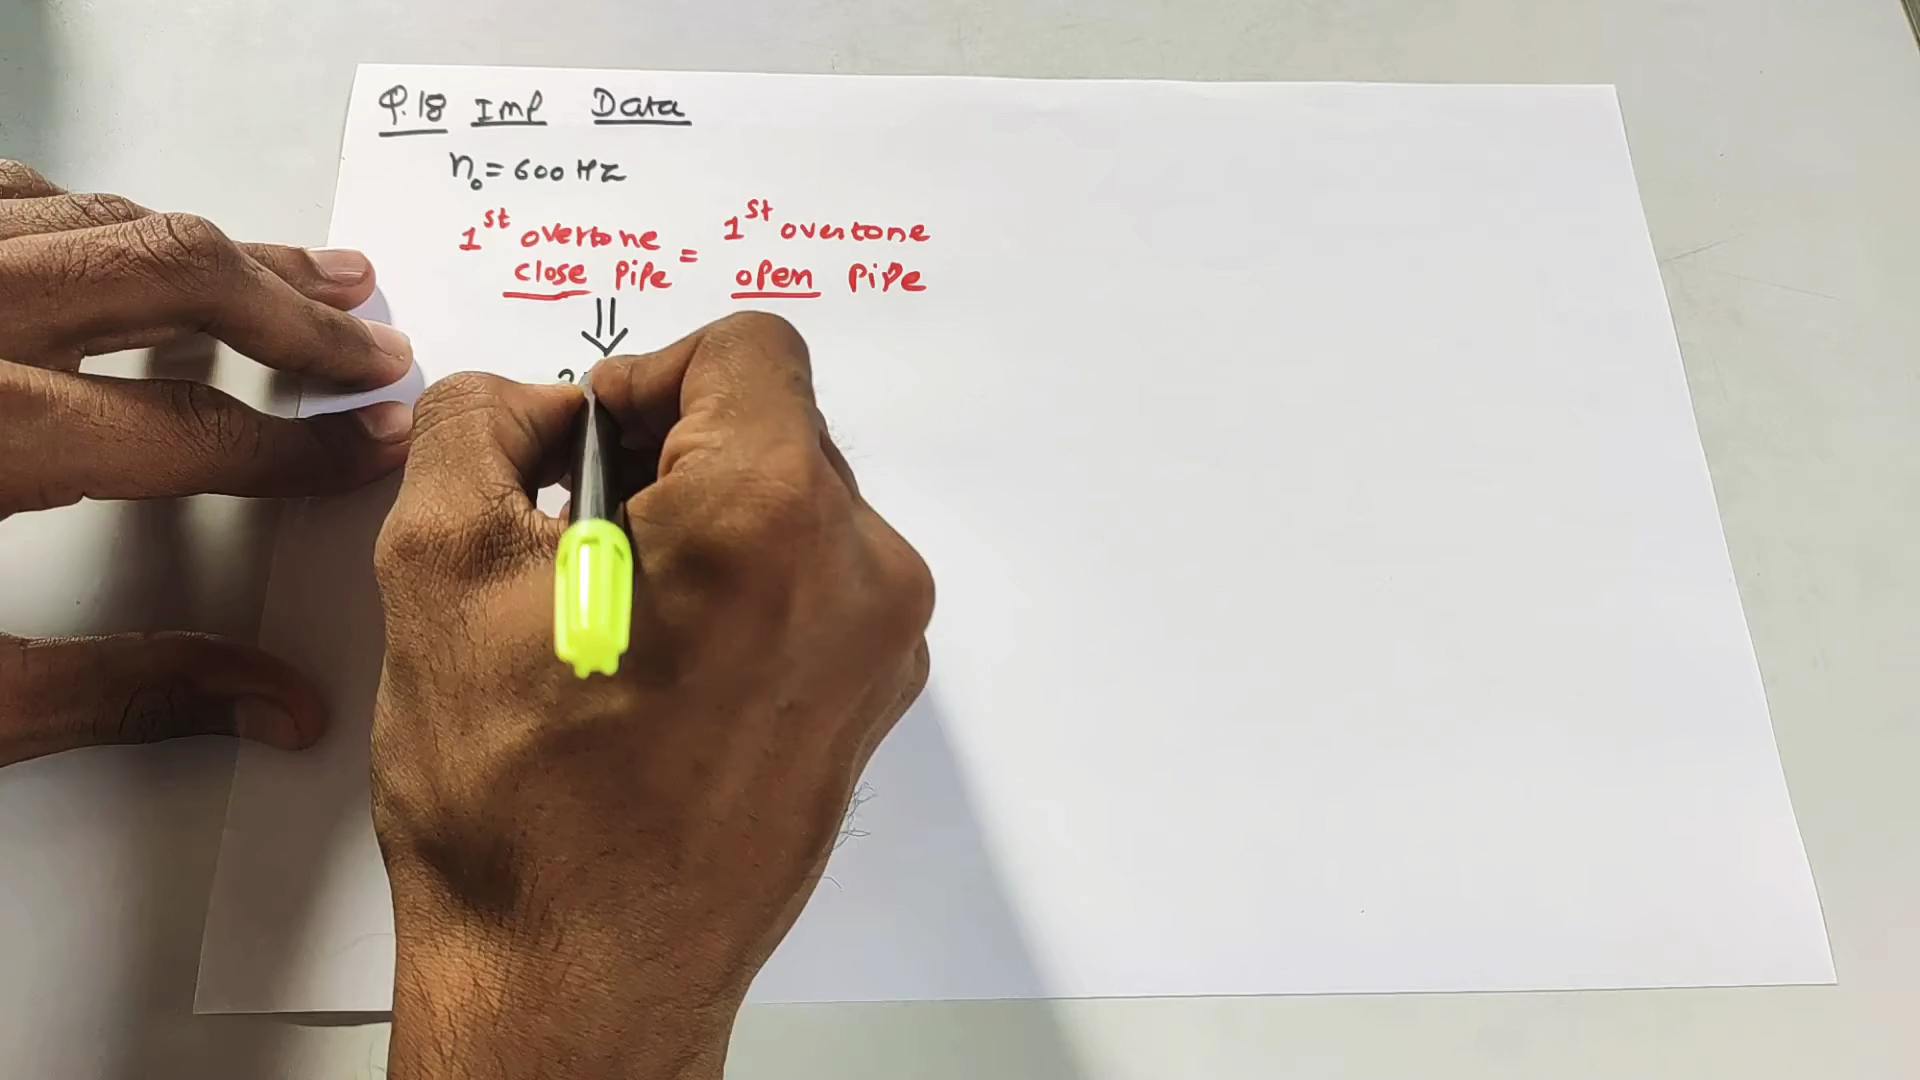 Q.18 Imp Data
n₀ = 600 Hz
1st overtone = 1st overtone
close pipe open pipe